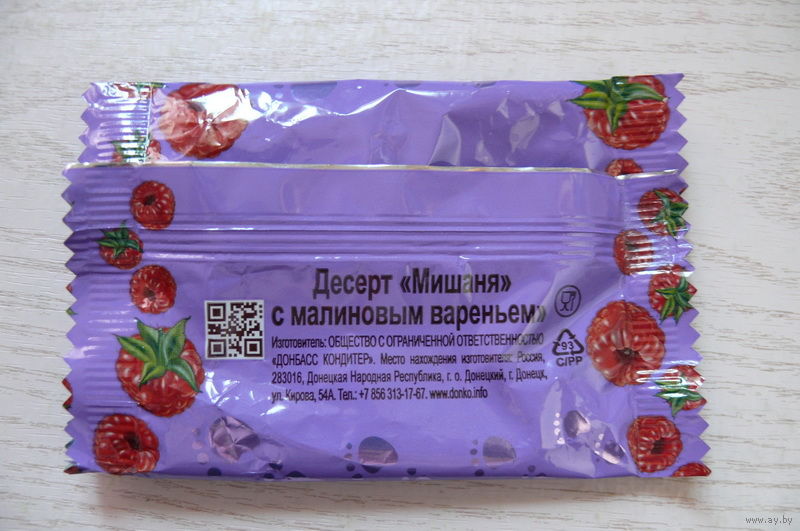 Десерт «Мишаня»
с малиновым вареньем»
Изготовитель: ОБЩЕСТВО С ОГРАНИЧЕННОЙ ОТВЕТСТВЕННОСТЬЮ
«ДОНБАСС КОНДИТЕР». Место нахождения изготовителя: Россия,
283016, Донецкая Народная Республика, г. о. Донецкий, г. Донецк,
ул. Кирова, 54А. Тел.: +7 856 313-17-67. www.donko.info
93
C/PP
www.ay.by